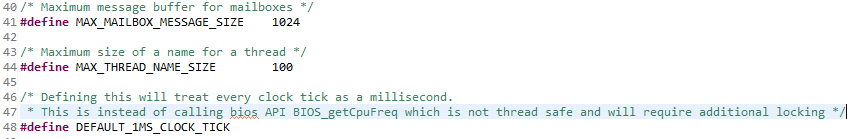 40 /* Maximum message buffer for mailboxes */
41 #define MAX_MAILBOX_MESSAGE_SIZE 1024
42
43 /* Maximum size of a name for a thread */
44 #define MAX_THREAD_NAME_SIZE 100
45
46 /* Defining this will treat every clock tick as a millisecond.
47 * This is instead of calling bios API BIOS_getCpuFreq which is not thread safe and will require additional locking */
48 #define DEFAULT_1MS_CLOCK_TICK